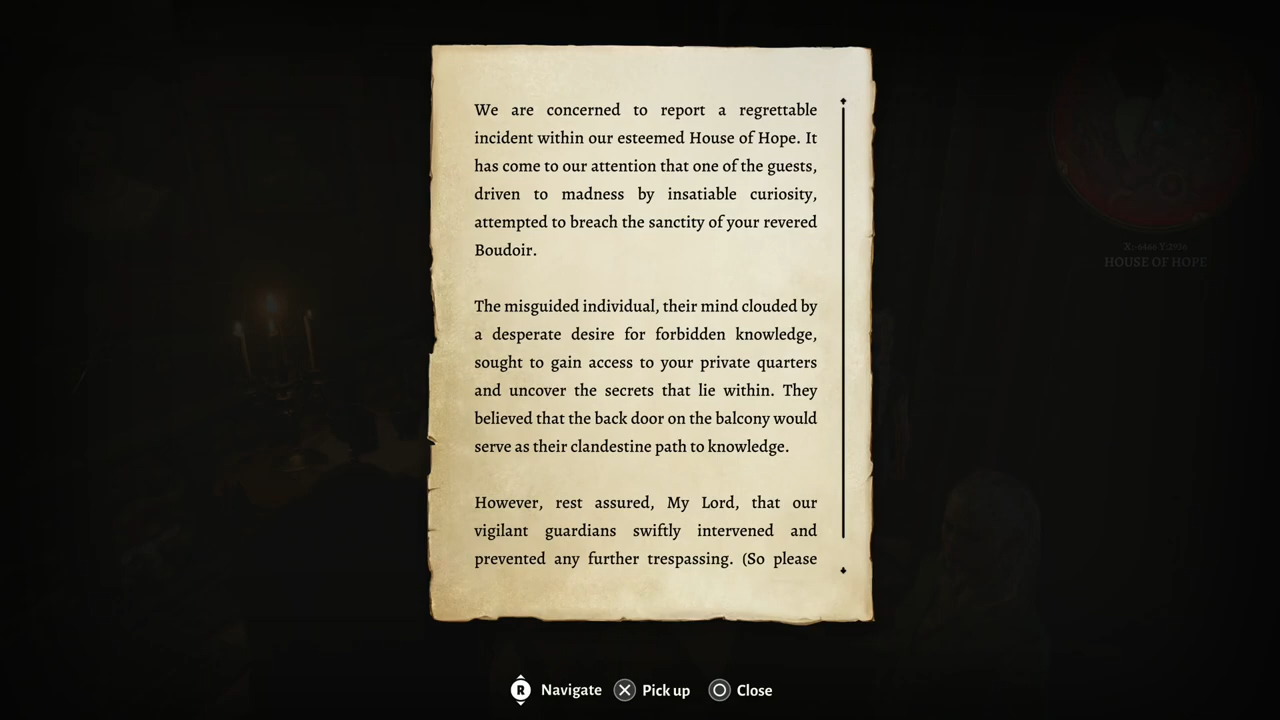 We are concerned to report a regrettable
incident within our esteemed House of Hope. It
has come to our attention that one of the guests,
driven to madness by insatiable curiosity,
attempted to breach the sanctity of your revered
Boudoir.
The misguided individual, their mind clouded by
a desperate desire for forbidden knowledge,
sought to gain access to your private quarters
and uncover the secrets that lie within. They
believed that the back door on the balcony would
serve as their clandestine path to knowledge.
However, rest assured, My Lord, that our
vigilant guardians swiftly intervened and
prevented any further trespassing. (So please
HOUSE OF HOPE
R Navigate Pick up Close